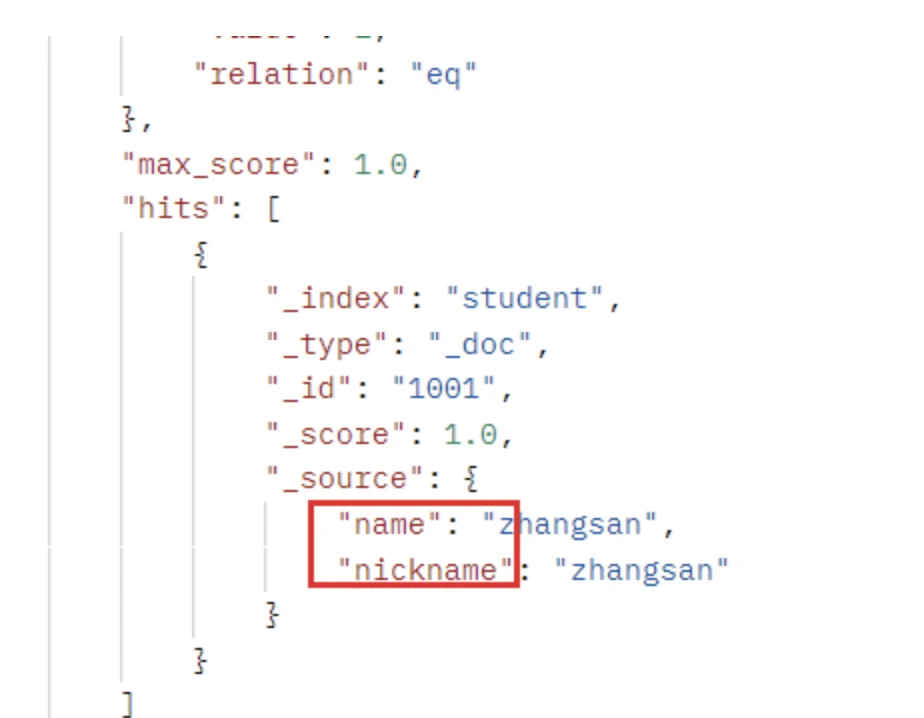 "relation": "eq"
},
"max_score": 1.0,
"hits": [
{
"_index": "student",
"_type": "_doc",
"_id": "1001",
"_score": 1.0,
"_source": {
"name": "zhangsan",
"nickname": "zhangsan"
}
}
]